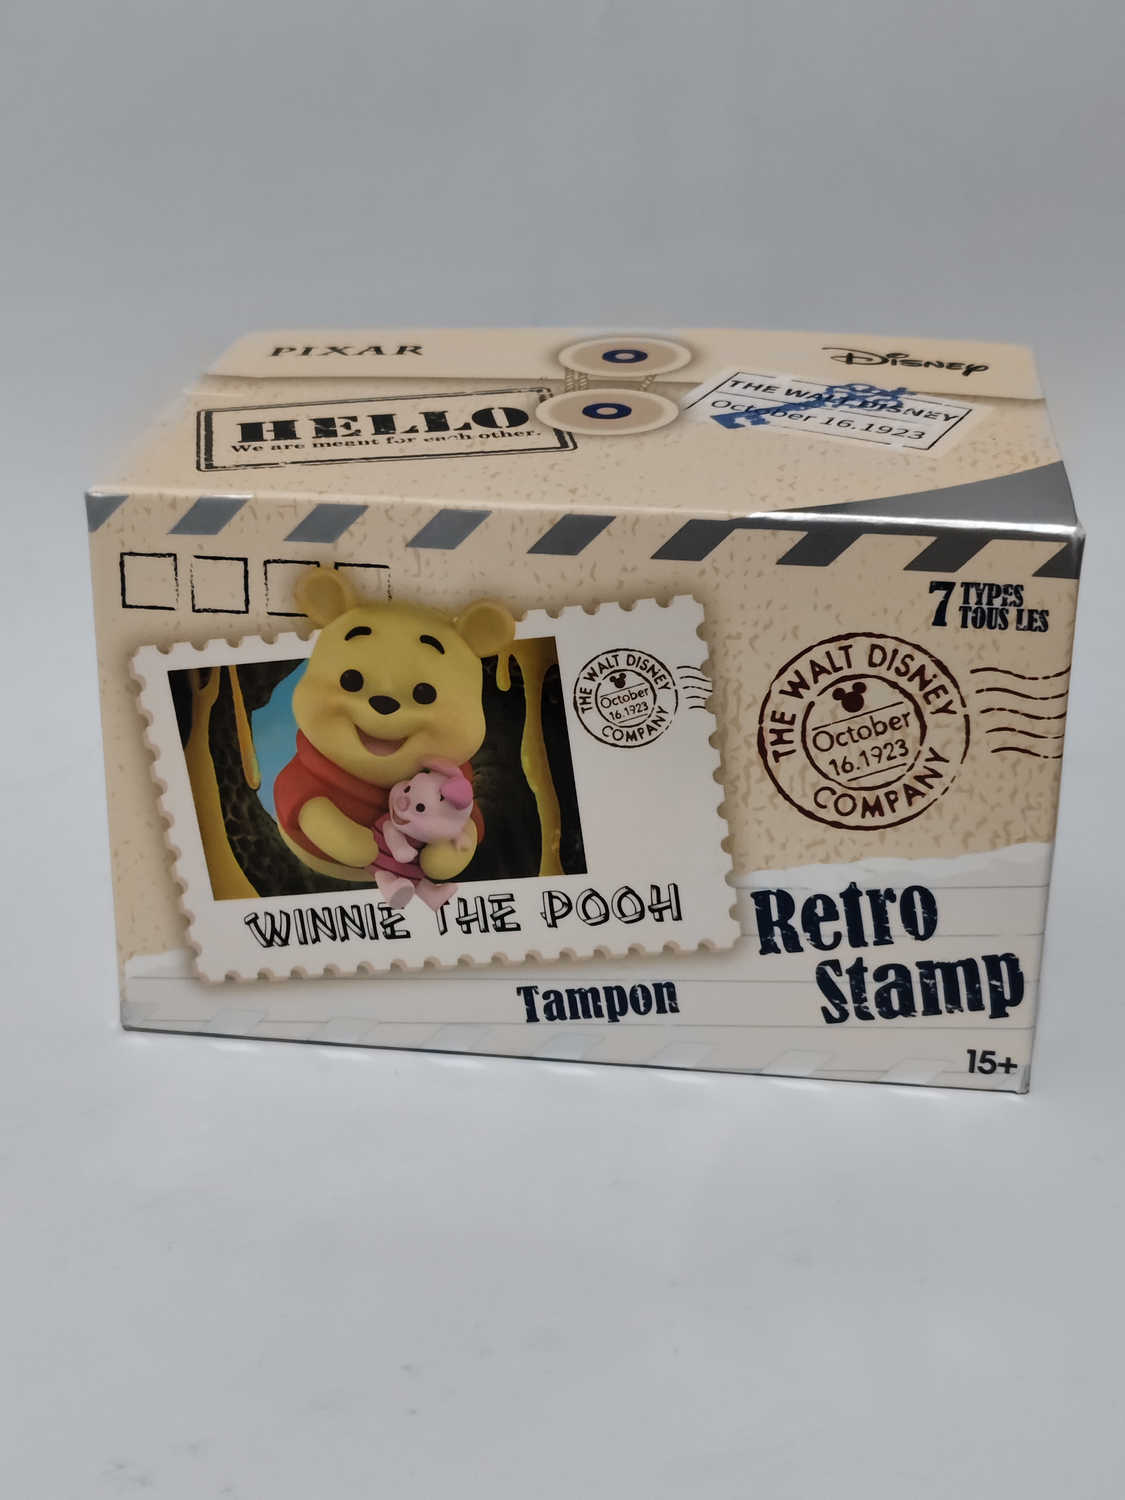 PIXAR
Disney
HELLO
We are meant for each other.
THE WALT DISNEY
October 16.1923
7 TYPES
TOUS LES
THE WALT DISNEY
October
16.1923
COMPANY
THE WALT DISNEY
October
16.1923
COMPANY
WINNIE THE POOH
Retro
Stamp
Tampon
15+